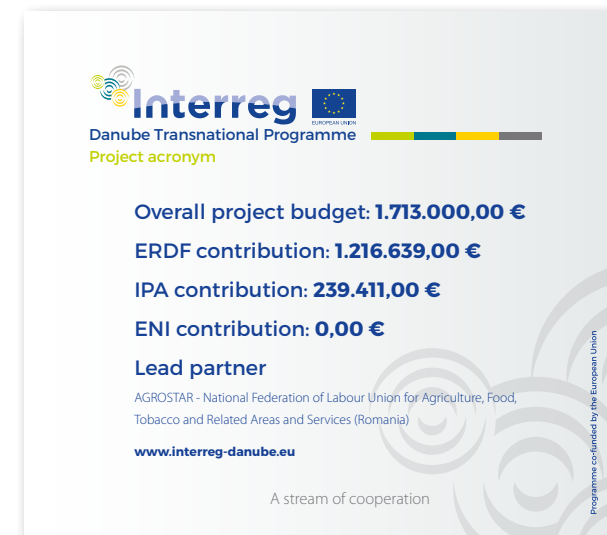 Interreg
EUROPEAN UNION
Danube Transnational Programme
Project acronym
Overall project budget: 1.713.000,00 €
ERDF contribution: 1.216.639,00 €
IPA contribution: 239.411,00 €
ENI contribution: 0,00 €
Lead partner
AGROSTAR - National Federation of Labour Union for Agriculture, Food,
Tobacco and Related Areas and Services (Romania)
www.interreg-danube.eu
A stream of cooperation
Programme co-funded by the European Union